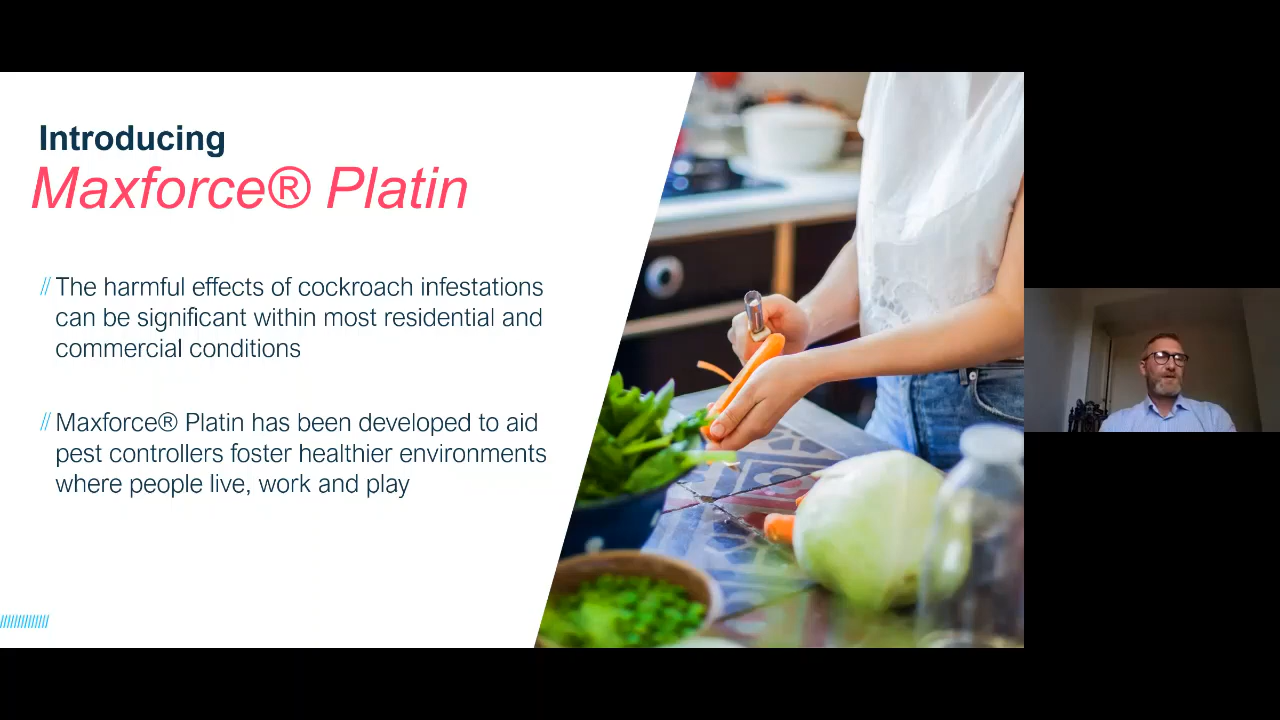 Introducing
Maxforce® Platin
// The harmful effects of cockroach infestations
can be significant within most residential and
commercial conditions
// Maxforce® Platin has been developed to aid
pest controllers foster healthier environments
where people live, work and play